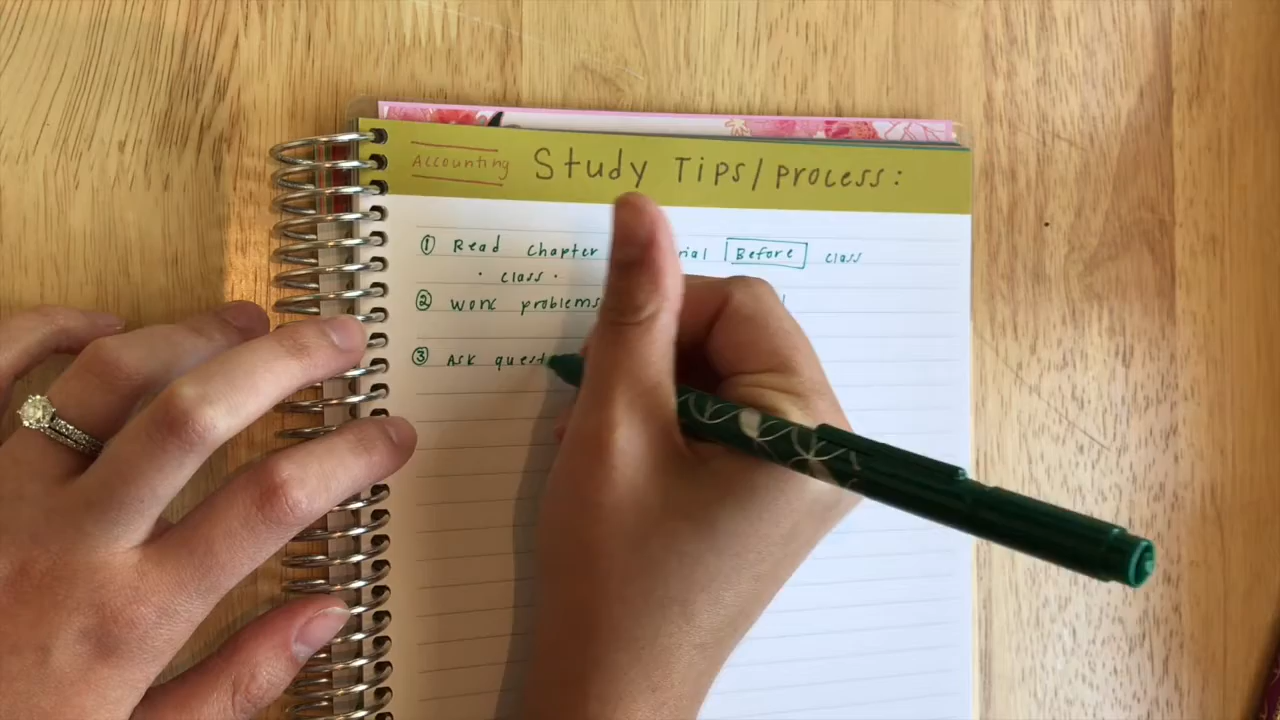 Accounting Study Tips/process:
① Read Chapter rial Before class
· class ·
② Work problems
③ Ask quest